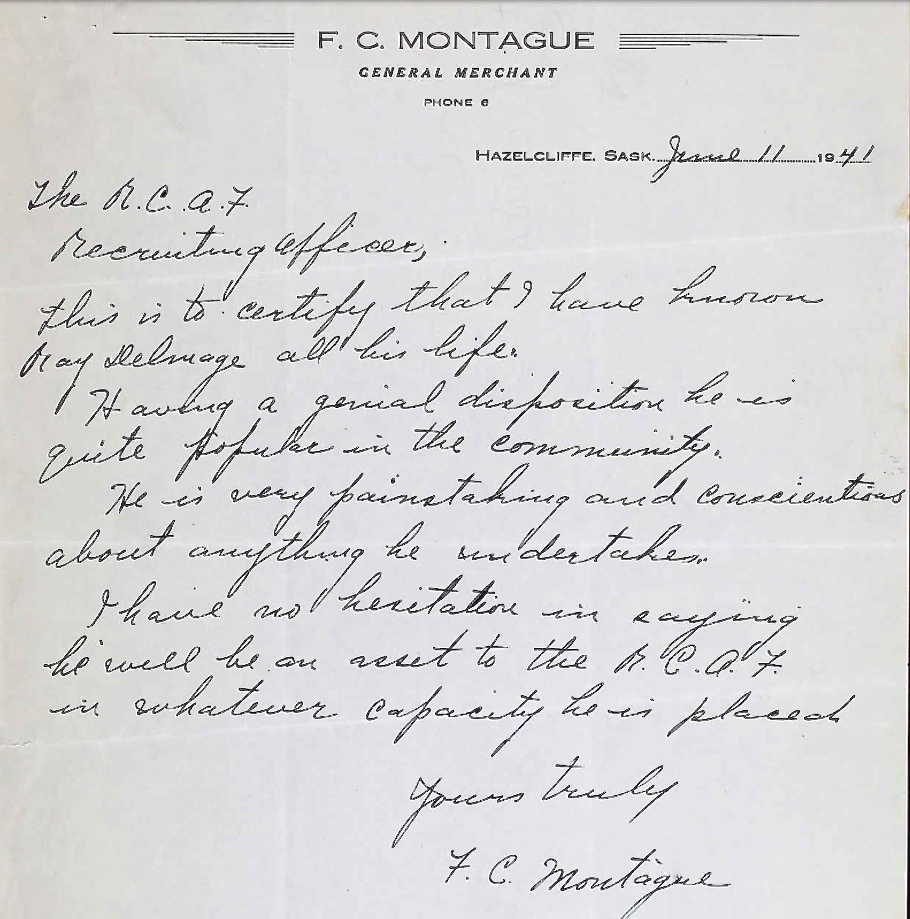 F. C. MONTAGUE
GENERAL MERCHANT
PHONE 6
HAZELCLIFFE, SASK. June 11 1941
The R.C.A.F.
Recruiting Officer,
This is to certify that I have known
Ray Delmage all his life.
Having a genial disposition he is
quite popular in the community.
He is very painstaking and conscientious
about anything he undertakes.
I have no hesitation in saying
he will be an asset to the R.C.A.F.
in whatever capacity he is placed
Yours truly
F. C. Montague